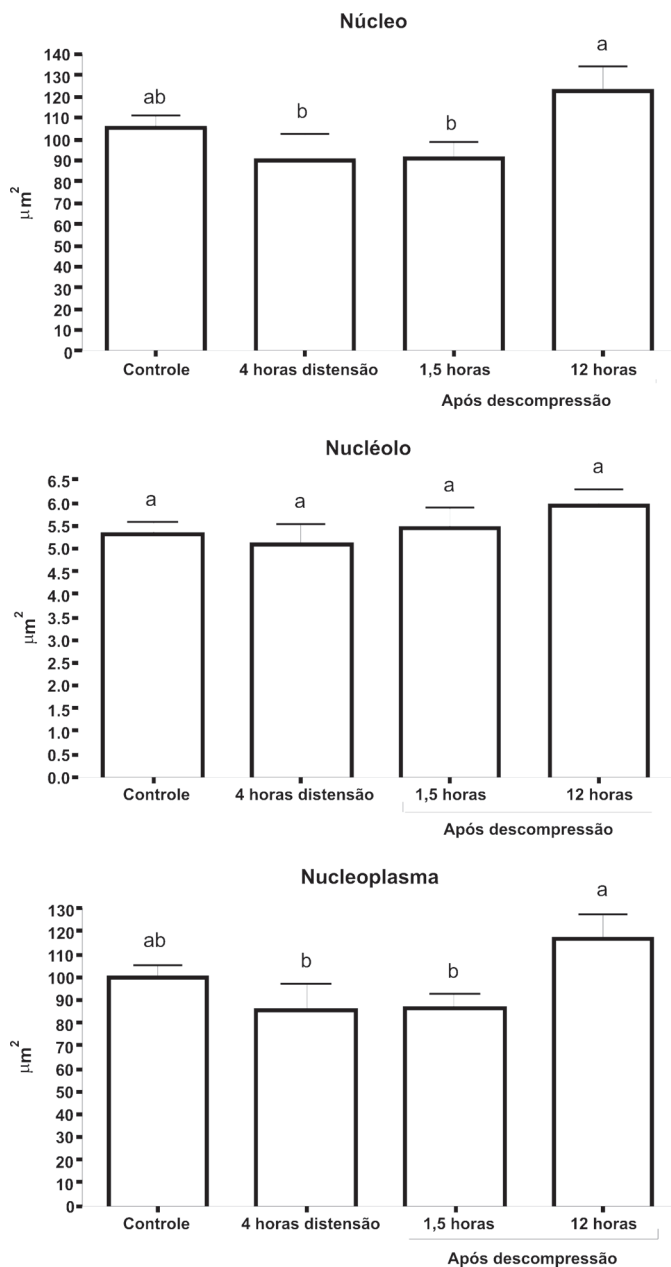 Núcleo
140
130
120
110
100
90
80
70
60
50
40
30
20
10
0
μm²
ab
b
b
a
Controle
4 horas distensão
1,5 horas
12 horas
Após descompressão
Nucléolo
6.5
6.0
5.5
5.0
4.5
4.0
3.5
3.0
2.5
2.0
1.5
1.0
0.5
0.0
μm²
a
a
a
a
Controle
4 horas distensão
1,5 horas
12 horas
Após descompressão
Nucleoplasma
130
120
110
100
90
80
70
60
50
40
30
20
10
0
μm²
ab
b
b
a
Controle
4 horas distensão
1,5 horas
12 horas
Após descompressão